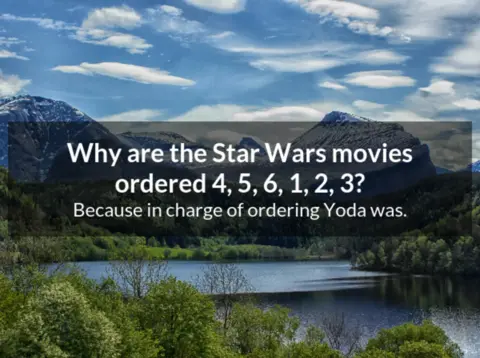 Why are the Star Wars movies
ordered 4, 5, 6, 1, 2, 3?
Because in charge of ordering Yoda was.